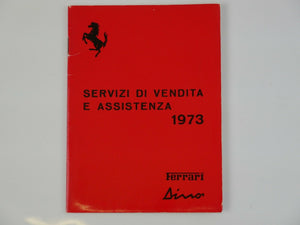 SERVIZI DI VENDITA
E ASSISTENZA
1973
Ferrari
Dino